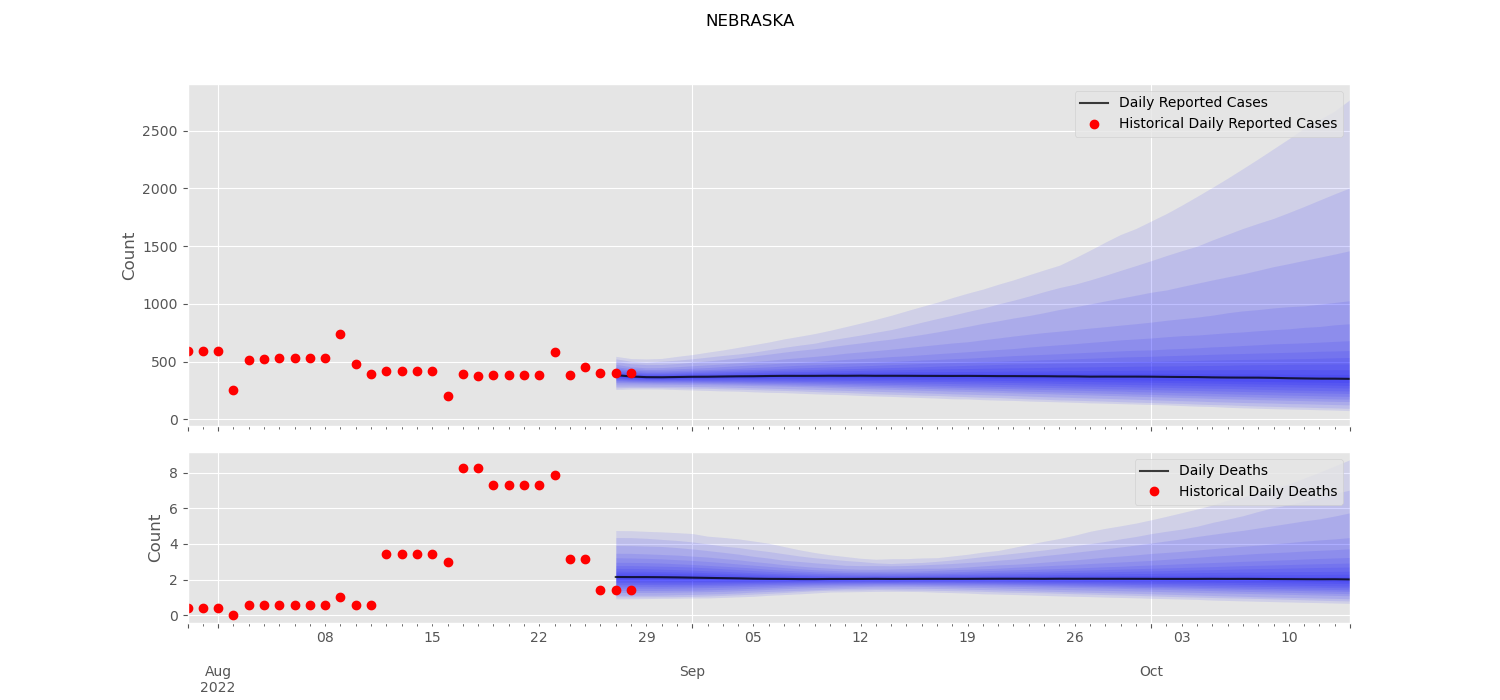 NEBRASKA
Daily Reported Cases
Historical Daily Reported Cases
2500
2000
1500
1000
500
0
Count
Daily Deaths
Historical Daily Deaths
8
6
4
2
0
Count
08 15 22 29 05 12 19 26 03 10
Aug Sep Oct
2022